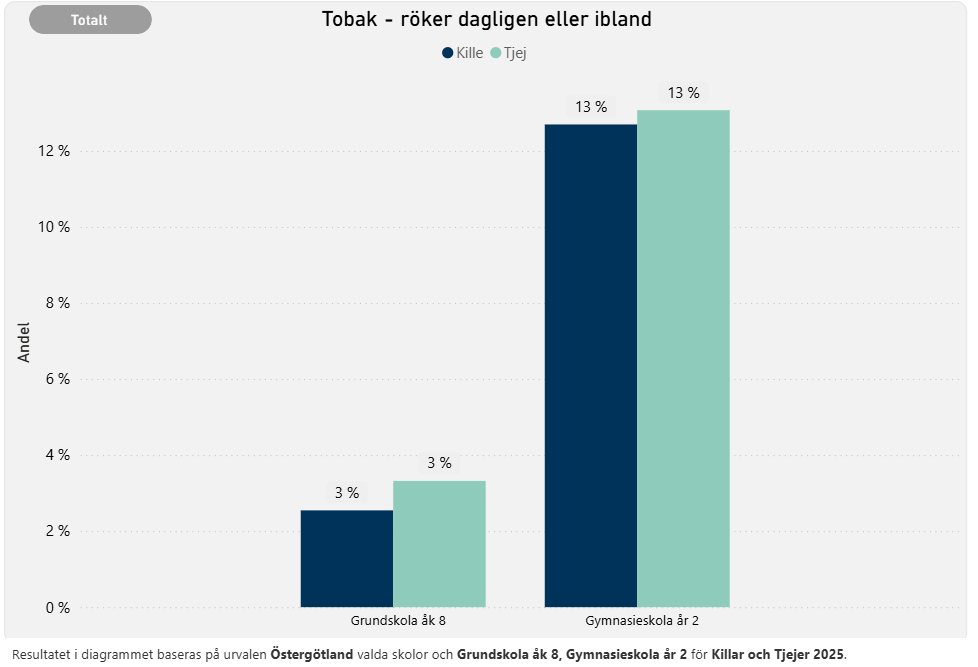 Totalt
Tobak - röker dagligen eller ibland
Kille Tjej
13 %
13 %
12 %
10 %
8 %
6 %
4 %
2 %
0 %
Andel
3 %
3 %
Grundskola åk 8
Gymnasieskola år 2
Resultatet i diagrammet baseras på urvalen Östergötland valda skolor och Grundskola åk 8, Gymnasieskola år 2 för Killar och Tjejer 2025.